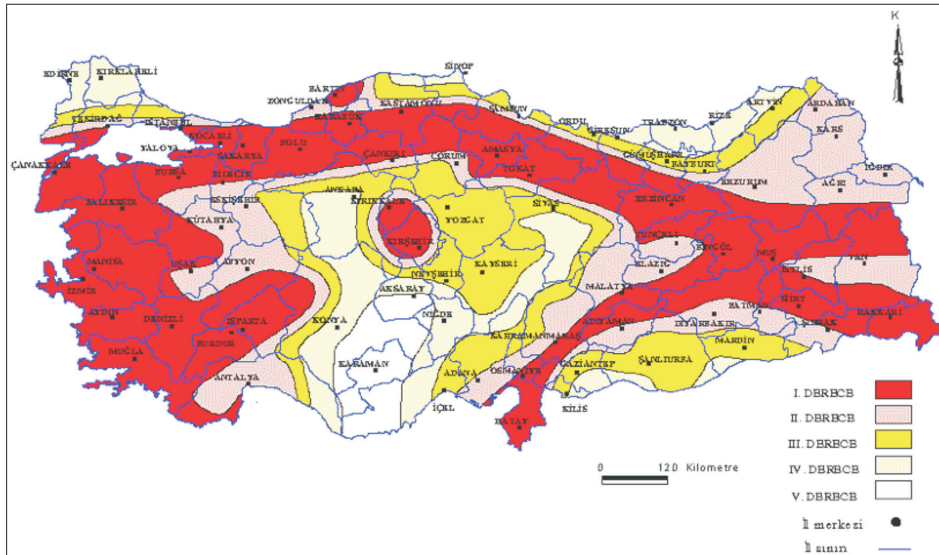 K
SİNOP
EDİRNE
KIRKLARELİ
BARTIN
ZONGULDAK
KASTAMONU
KARABÜK
SAMSUN
ORDU
GİRESUN
TRABZON
RİZE
ARTVİN
ARDAHAN
KARS
TEKİRDAĞ
İSTANBUL
KOCAELİ
YALOVA
SAKARYA
BOLU
ÇANKIRI
ÇORUM
AMASYA
TOKAT
GÜMÜŞHANE
BAYBURT
IĞDIR
ÇANAKKALE
BURSA
BİLECİK
ANKARA
ERZURUM
AĞRI
BALIKESİR
ESKİŞEHİR
KÜTAHYA
KIRIKKALE
YOZGAT
SİVAS
ERZİNCAN
TUNCELİ
BİNGÖL
MUŞ
KIRŞEHİR
MANİSA
UŞAK
AFYON
NEVŞEHİR
KAYSERİ
ELAZIĞ
BİTLİS
VAN
İZMİR
AKSARAY
MALATYA
SİİRT
BATMAN
AYDIN
DENİZLİ
ISPARTA
KONYA
NİĞDE
KAHRAMANMARAŞ
ADIYAMAN
DİYARBAKIR
ŞIRNAK
HAKKARİ
BURDUR
MARDİN
MUĞLA
KARAMAN
ADANA
OSMANİYE
GAZİANTEP
ŞANLIURFA
ANTALYA
İÇEL
KİLİS
HATAY
I. DBRBCB
II. DBRBCB
III. DBRBCB
IV. DBRBCB
V. DBRBCB
0 120 Kilometre
İl merkezi
İl sınırı